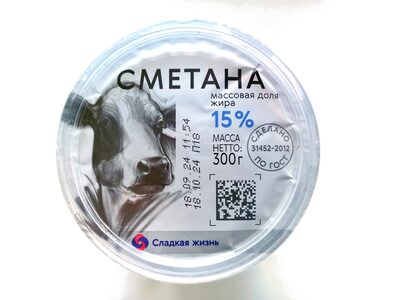 СМЕТАНА
массовая доля
жира
15%
МАССА
НЕТТО:
300г
СДЕЛАНО
31452-2012
ПО ГОСТ
18.09.24 11:54
18.10.24 П18
Сладкая жизнь